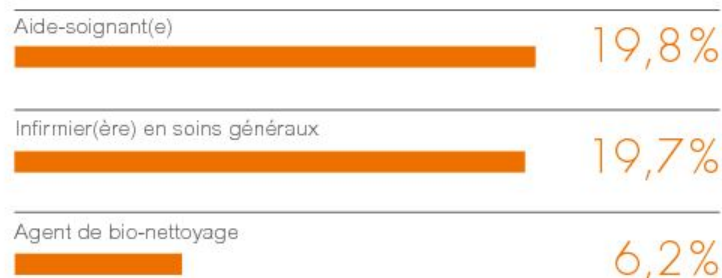 Aide-soignant(e)
19,8%
Infirmier(ère) en soins généraux
19,7%
Agent de bio-nettoyage
6,2%